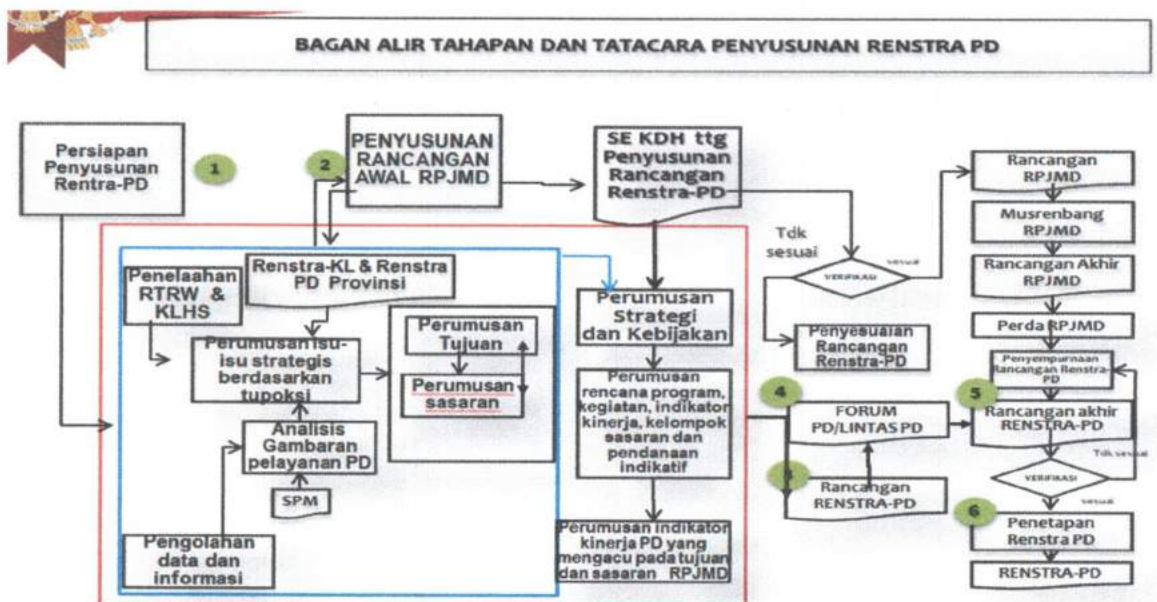 BAGAN ALIR TAHAPAN DAN TATACARA PENYUSUNAN RENSTRA PD
Persiapan
Penyusunan
Rentra-PD
1
2
PENYUSUNAN
RANCANGAN
AWAL RPJMD
SE KDH ttg
Penyusunan
Rancangan
Renstra-PD
Penelaahan
RTRW &
KLHS
Renstra-KL & Renstra
PD Provinsi
Perumusan isu-
isu strategis
berdasarkan
tupoksi
Perumusan
Tujuan
Perumusan
sasaran
Analisis
Gambaran
pelayanan PD
SPM
Pengolahan
data dan
informasi
Perumusan
Strategi
dan Kebijakan
Perumusan
rencana program,
kegiatan, indikator
kinerja, kelompok
sasaran dan
pendanaan
indikatif
Perumusan indikator
kinerja PD yang
mengacu pada tujuan
dan sasaran RPJMD
Tdk
sesuai
VERIFIKASI
sesuai
Penyesuaian
Rancangan
Renstra-PD
4
FORUM
PD/LINTAS PD
Rancangan
RENSTRA-PD
Rancangan
RPJMD
Musrenbang
RPJMD
Rancangan Akhir
RPJMD
Perda RPJMD
Penyempurnaan
Rancangan Renstra-
PD
5
Rancangan akhir
RENSTRA-PD
Tdk sesuai
VERIFIKASI
sesuai
6
Penetapan
Renstra PD
RENSTRA-PD